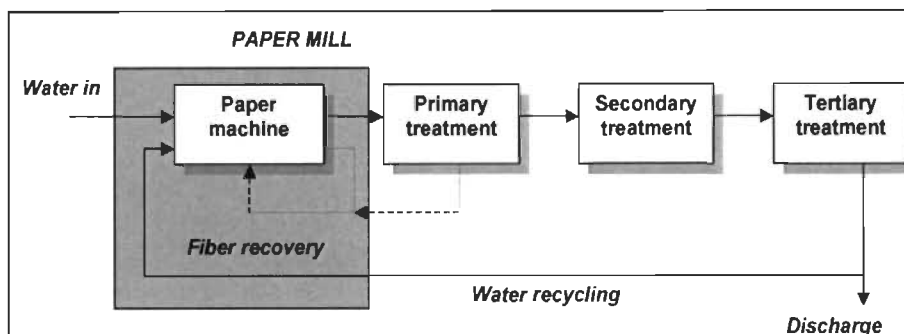 PAPER MILL
Water in
Paper
machine
Primary
treatment
Secondary
treatment
Tertiary
treatment
Fiber recovery
Water recycling
Discharge